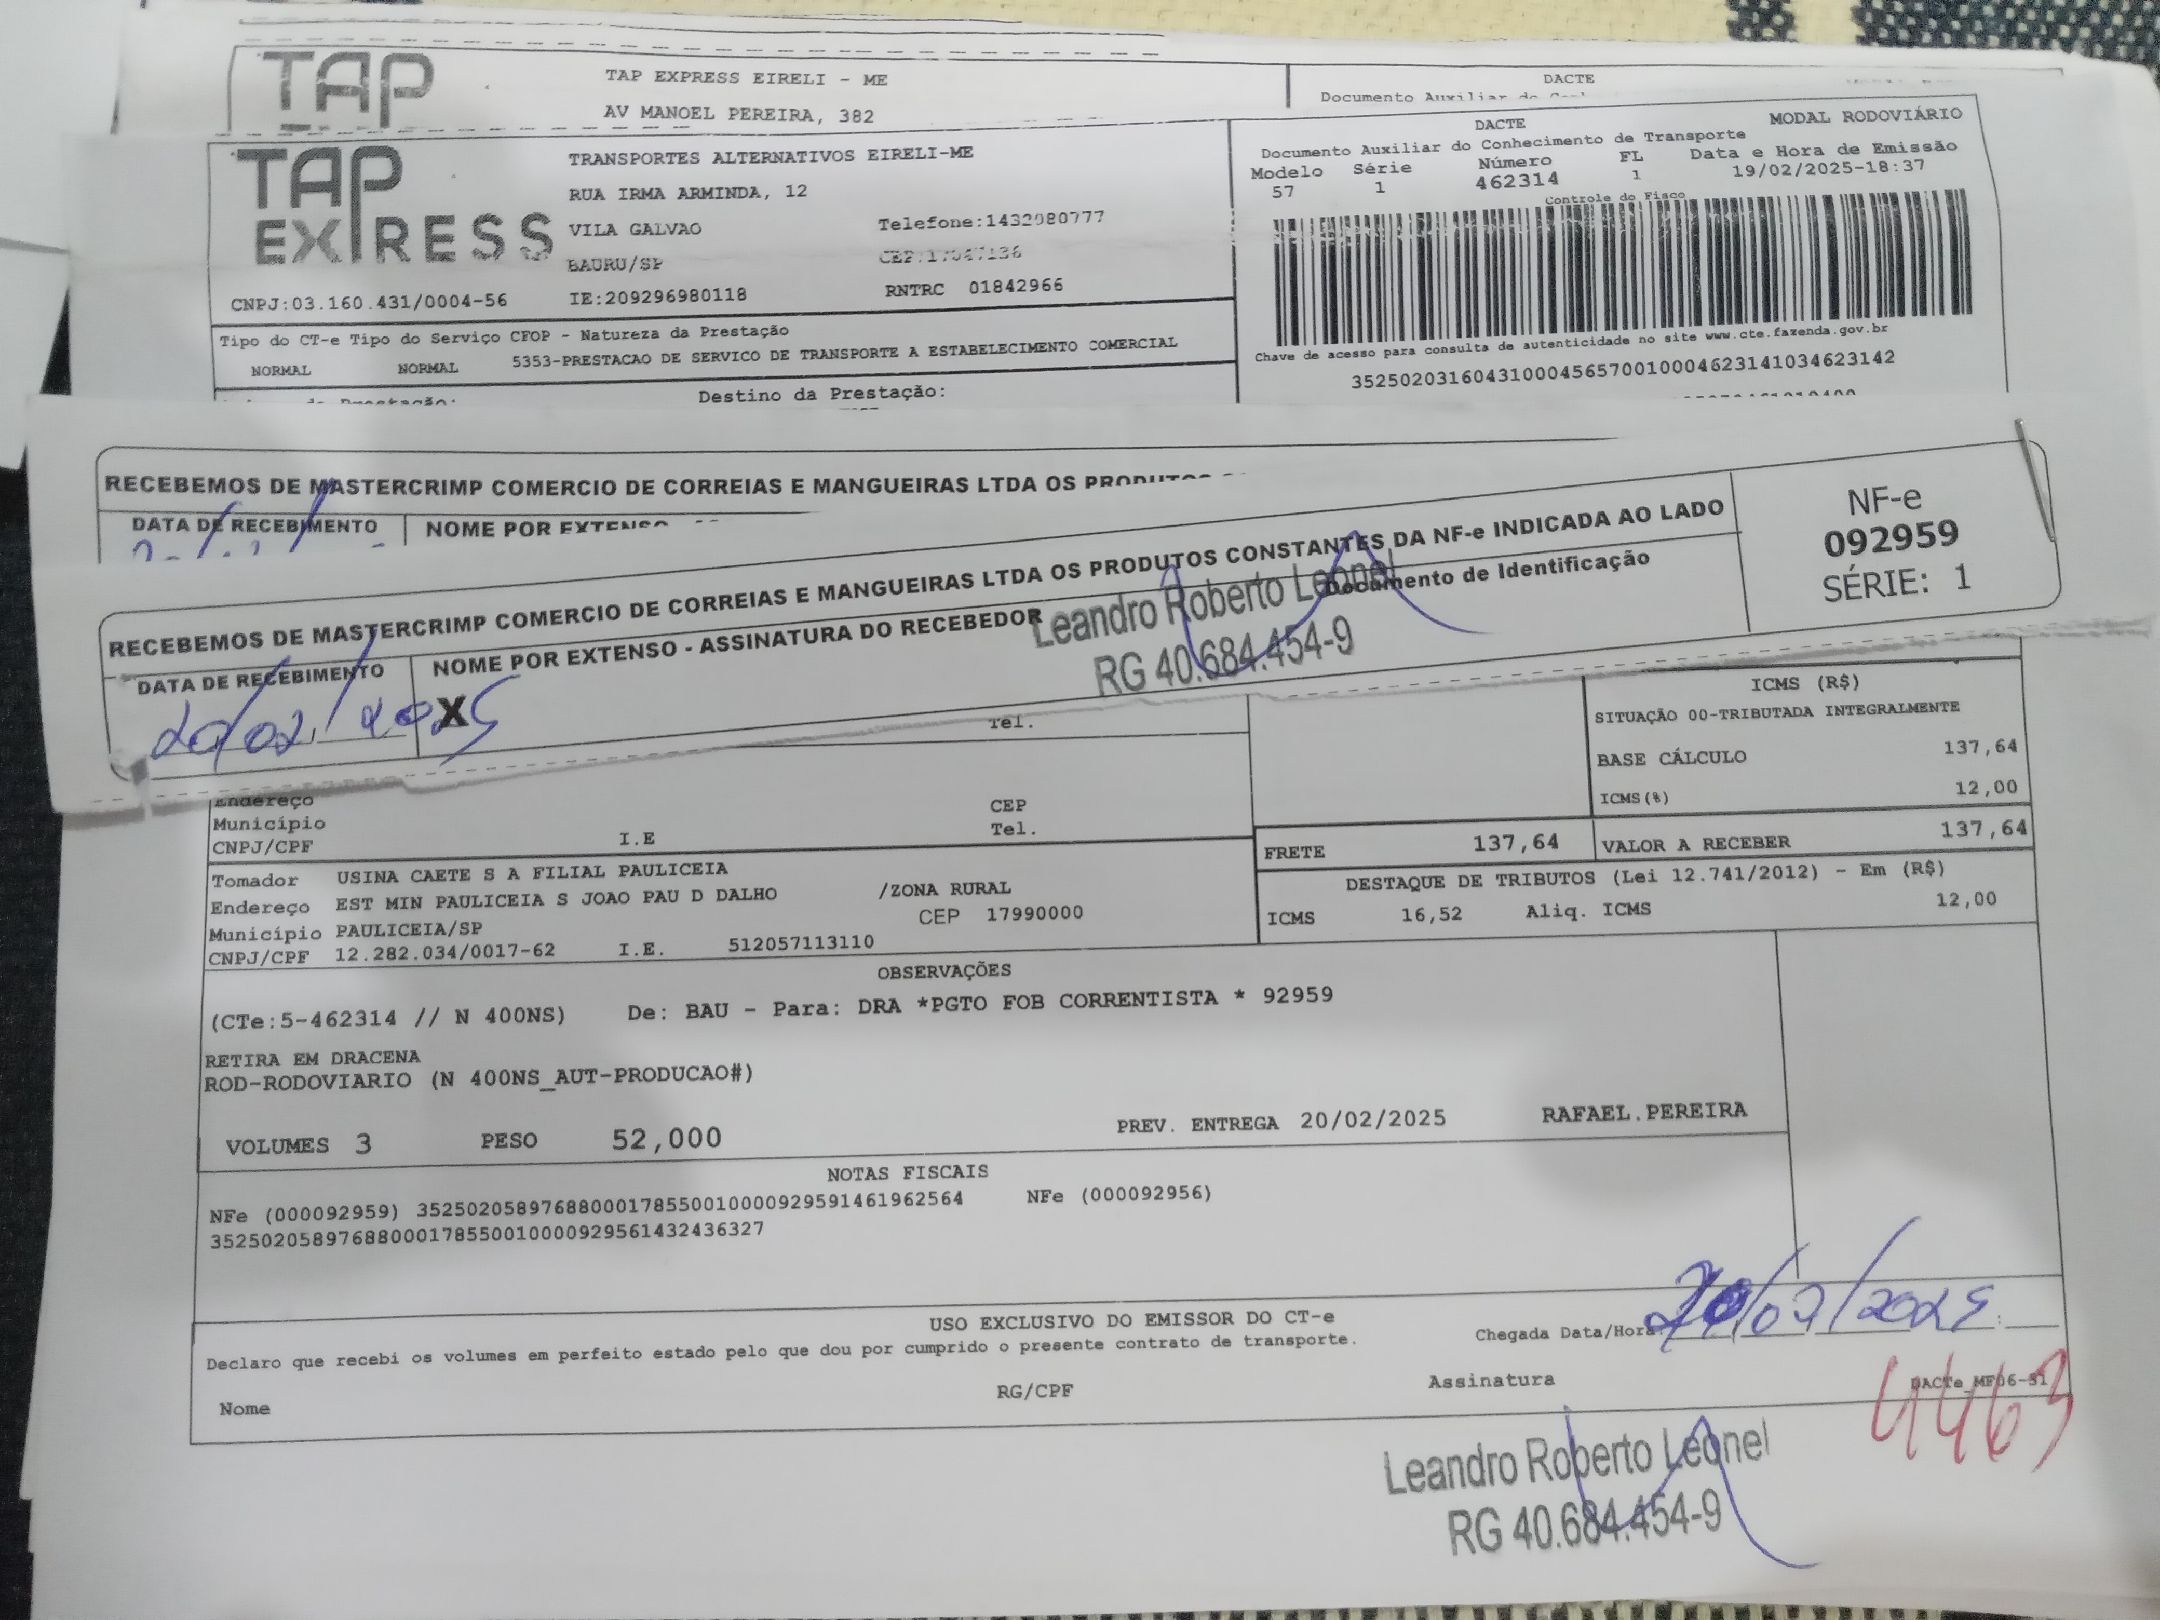 TAP
TAP EXPRESS EIRELI - ME
AV MANOEL PEREIRA, 382
DACTE
Documento Auxiliar do
TAP
EXPRESS
TRANSPORTES ALTERNATIVOS EIRELI-ME
RUA IRMA ARMINDA, 12
VILA GALVAO
Telefone:1432080777
BAURU/SP
CNPJ:03.160.431/0004-56
IE:209296980118
RNTRC 01842966
DACTE
MODAL RODOVIÁRIO
Documento Auxiliar do Conhecimento de Transporte
Modelo Série Número FL Data e Hora de Emissão
57 1 462314 1 19/02/2025-18:37
Controle do Fisco
Chave de acesso para consulta de autenticidade no site www.cte.fazenda.gov.br
35250203160431000456570010004623141034623142
Tipo do CT-e Tipo do Serviço CFOP - Natureza da Prestação
NORMAL NORMAL 5353-PRESTACAO DE SERVICO DE TRANSPORTE A ESTABELECIMENTO COMERCIAL
Destino da Prestação:
RECEBEMOS DE MASTERCRIMP COMERCIO DE CORREIAS E MANGUEIRAS LTDA OS PRODUTOS
DATA DE RECEBIMENTO
NOME POR EXTENSO
RECEBEMOS DE MASTERCRIMP COMERCIO DE CORREIAS E MANGUEIRAS LTDA OS PRODUTOS CONSTANTES DA NF-e INDICADA AO LADO
DATA DE RECEBIMENTO
NOME POR EXTENSO - ASSINATURA DO RECEBEDOR
Documento de Identificação
20/02/2025
X
Leandro Roberto Leonel
RG 40.684.454-9
NF-e
092959
SÉRIE: 1
Tel.
ICMS (R$)
SITUAÇÃO 00-TRIBUTADA INTEGRALMENTE
BASE CÁLCULO 137,64
ICMS(%) 12,00
Endereço CEP
Município Tel.
CNPJ/CPF I.E
FRETE 137,64
VALOR A RECEBER 137,64
Tomador USINA CAETE S A FILIAL PAULICEIA
Endereço EST MIN PAULICEIA S JOAO PAU D DALHO /ZONA RURAL
Município PAULICEIA/SP CEP 17990000
CNPJ/CPF 12.282.034/0017-62 I.E. 512057113110
DESTAQUE DE TRIBUTOS (Lei 12.741/2012) - Em (R$)
ICMS 16,52 Aliq. ICMS 12,00
OBSERVAÇÕES
(CTe:5-462314 // N 400NS) De: BAU - Para: DRA *PGTO FOB CORRENTISTA * 92959
RETIRA EM DRACENA
ROD-RODOVIARIO (N 400NS_AUT-PRODUCAO#)
VOLUMES 3 PESO 52,000 PREV. ENTREGA 20/02/2025 RAFAEL.PEREIRA
NOTAS FISCAIS
NFe (000092959) 35250205897688000178550010000929591461962564 NFe (000092956)
35250205897688000178550010000929561432436327
USO EXCLUSIVO DO EMISSOR DO CT-e
Declaro que recebi os volumes em perfeito estado pelo que dou por cumprido o presente contrato de transporte.
Chegada Data/Hora: 20/02/2025
Nome RG/CPF Assinatura
DACTe_MF06-51
4463
Leandro Roberto Leonel
RG 40.684.454-9